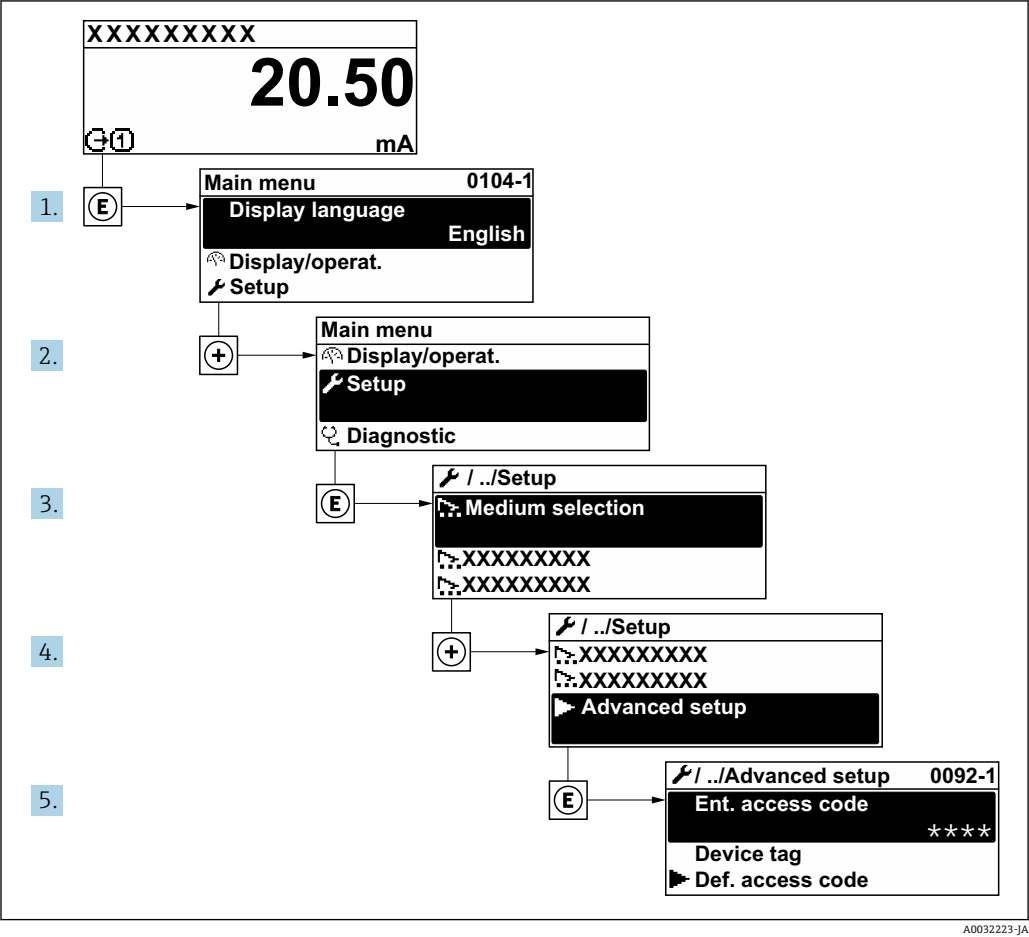 XXXXXXXXX
20.50
1 mA
Main menu 0104-1
1. E
Display language
English
Display/operat.
Setup
Main menu
2. + Display/operat.
Setup
Diagnostic
/ ../Setup
3. E Medium selection
XXXXXXXXX
XXXXXXXXX
/ ../Setup
4. + XXXXXXXXX
XXXXXXXXX
Advanced setup
/ ../Advanced setup 0092-1
5. E Ent. access code
****
Device tag
Def. access code
A0032223-JA